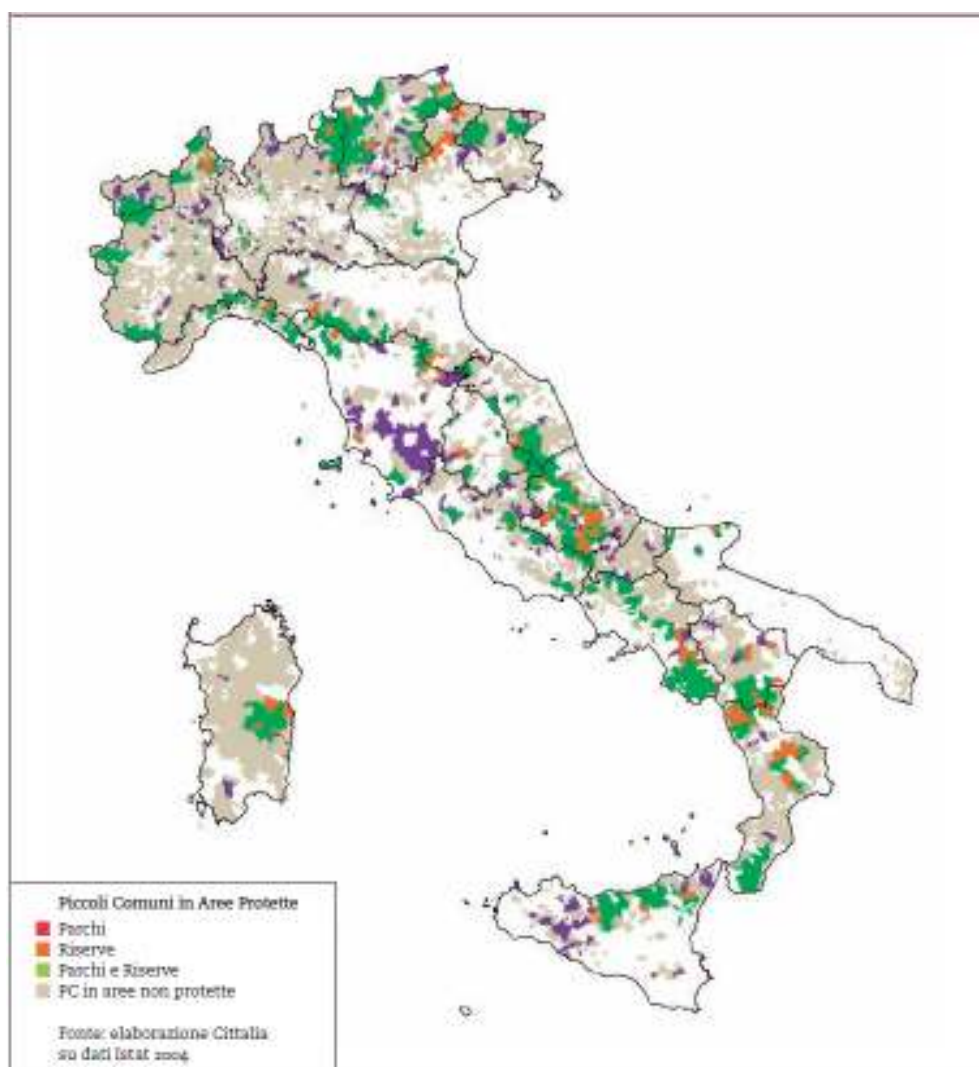 Piccoli Comuni in Aree Protette
Parchi
Riserve
Parchi e Riserve
PC in aree non protette
Fonte: elaborazione Cittalia
su dati Istat 2004